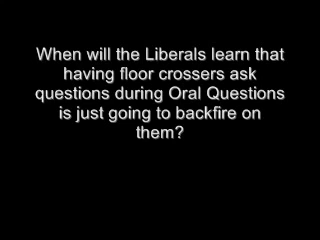 When will the Liberals learn that
having floor crossers ask
questions during Oral Questions
is just going to backfire on
them?